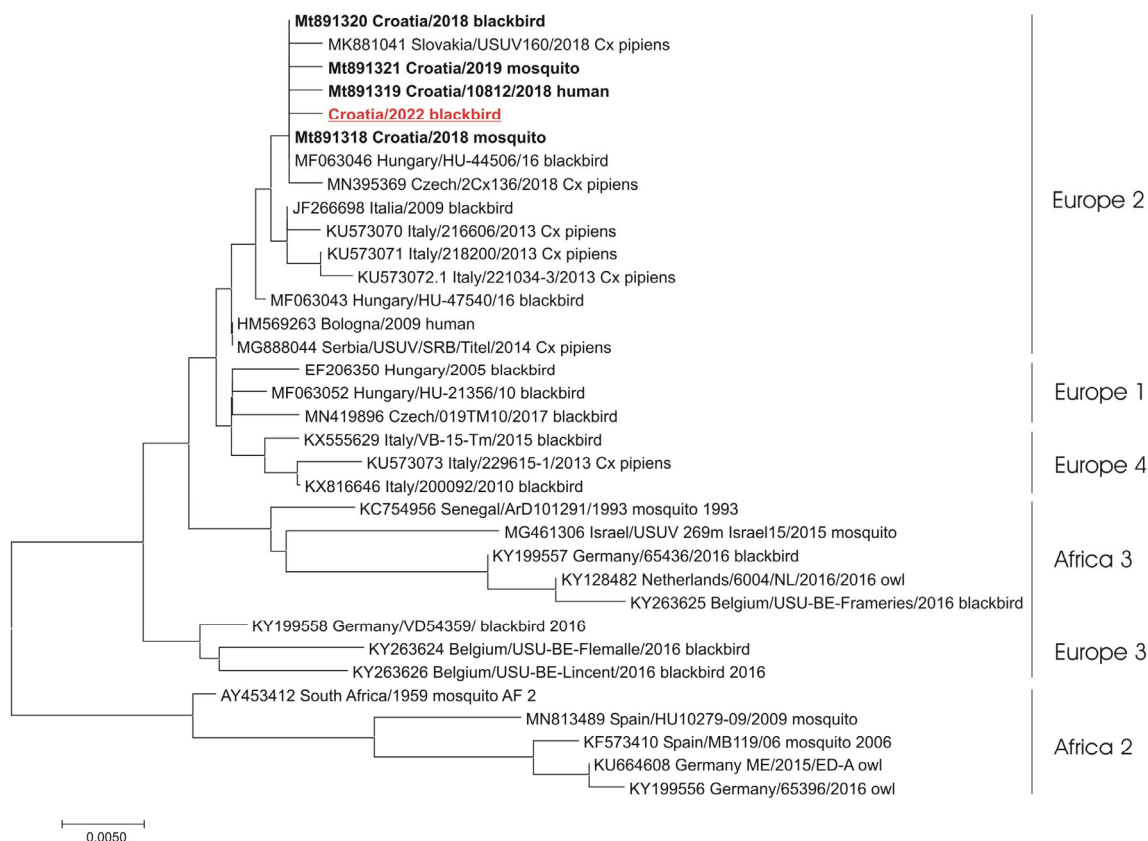 Mt891320 Croatia/2018 blackbird
MK881041 Slovakia/USUV160/2018 Cx pipiens
Mt891321 Croatia/2019 mosquito
Mt891319 Croatia/10812/2018 human
Croatia/2022 blackbird
Mt891318 Croatia/2018 mosquito
MF063046 Hungary/HU-44506/16 blackbird
MN395369 Czech/2Cx136/2018 Cx pipiens
Europe 2
JF266698 Italia/2009 blackbird
KU573070 Italy/216606/2013 Cx pipiens
KU573071 Italy/218200/2013 Cx pipiens
KU573072.1 Italy/221034-3/2013 Cx pipiens
MF063043 Hungary/HU-47540/16 blackbird
HM569263 Bologna/2009 human
MG888044 Serbia/USUV/SRB/Titel/2014 Cx pipiens
EF206350 Hungary/2005 blackbird
MF063052 Hungary/HU-21356/10 blackbird
Europe 1
MN419896 Czech/019TM10/2017 blackbird
KX555629 Italy/VB-15-Tm/2015 blackbird
KU573073 Italy/229615-1/2013 Cx pipiens
Europe 4
KX816646 Italy/200092/2010 blackbird
KC754956 Senegal/ArD101291/1993 mosquito 1993
MG461306 Israel/USUV 269m Israel15/2015 mosquito
KY199557 Germany/65436/2016 blackbird
Africa 3
KY128482 Netherlands/6004/NL/2016/2016 owl
KY263625 Belgium/USU-BE-Frameries/2016 blackbird
KY199558 Germany/VD54359/ blackbird 2016
KY263624 Belgium/USU-BE-Flemalle/2016 blackbird
Europe 3
KY263626 Belgium/USU-BE-Lincent/2016 blackbird 2016
AY453412 South Africa/1959 mosquito AF 2
MN813489 Spain/HU10279-09/2009 mosquito
KF573410 Spain/MB119/06 mosquito 2006
Africa 2
KU664608 Germany ME/2015/ED-A owl
KY199556 Germany/65396/2016 owl
0.0050